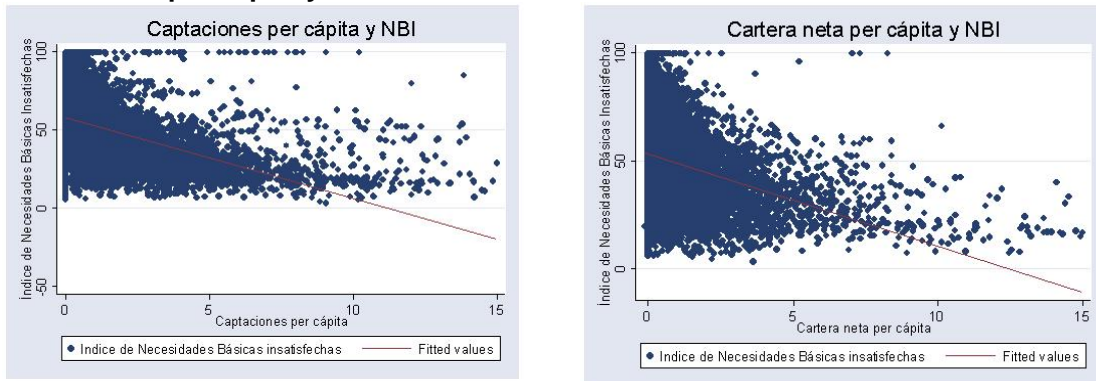 Captaciones per cápita y NBI
Índice de Necesidades Básicas Insatisfechas
100
50
0
-50
0
5
10
15
Captaciones per cápita
Indice de Necesidades Básicas insatisfechas
Fitted values
Cartera neta per cápita y NBI
Índice de Necesidades Básicas Insatisfechas
100
50
0
0
5
10
15
Cartera neta per cápita
Indice de Necesidades Básicas insatisfechas
Fitted values